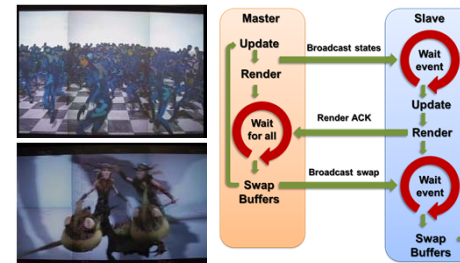 Master
Slave
Update
Broadcast states
Wait
event
Render
Update
Wait
for all
Render ACK
Render
Broadcast swap
Wait
event
Swap
Buffers
Swap
Buffers